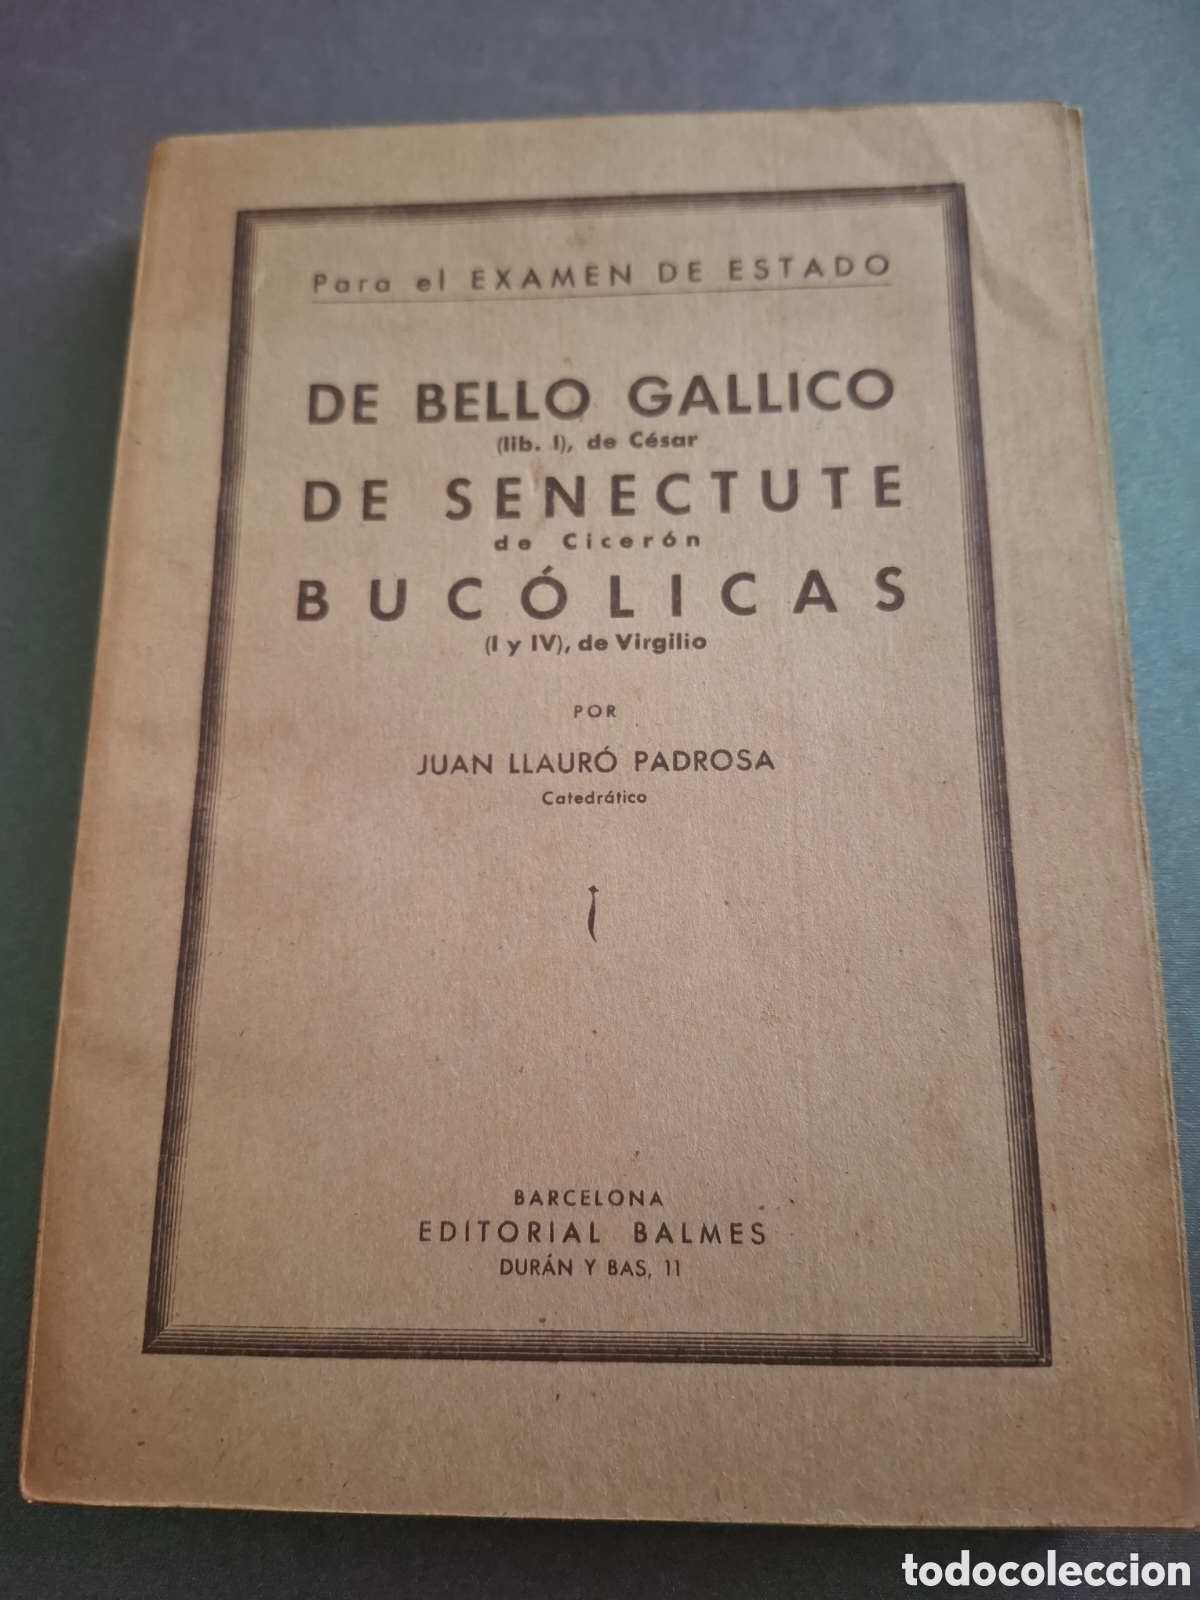 Para el EXAMEN DE ESTADO
DE BELLO GALLICO
(lib. I), de César
DE SENECTUTE
de Cicerón
BUCÓLICAS
(I y IV), de Virgilio
POR
JUAN LLAURÓ PADROSA
Catedrático
BARCELONA
EDITORIAL BALMES
DURÁN Y BAS, 11
todocoleccion